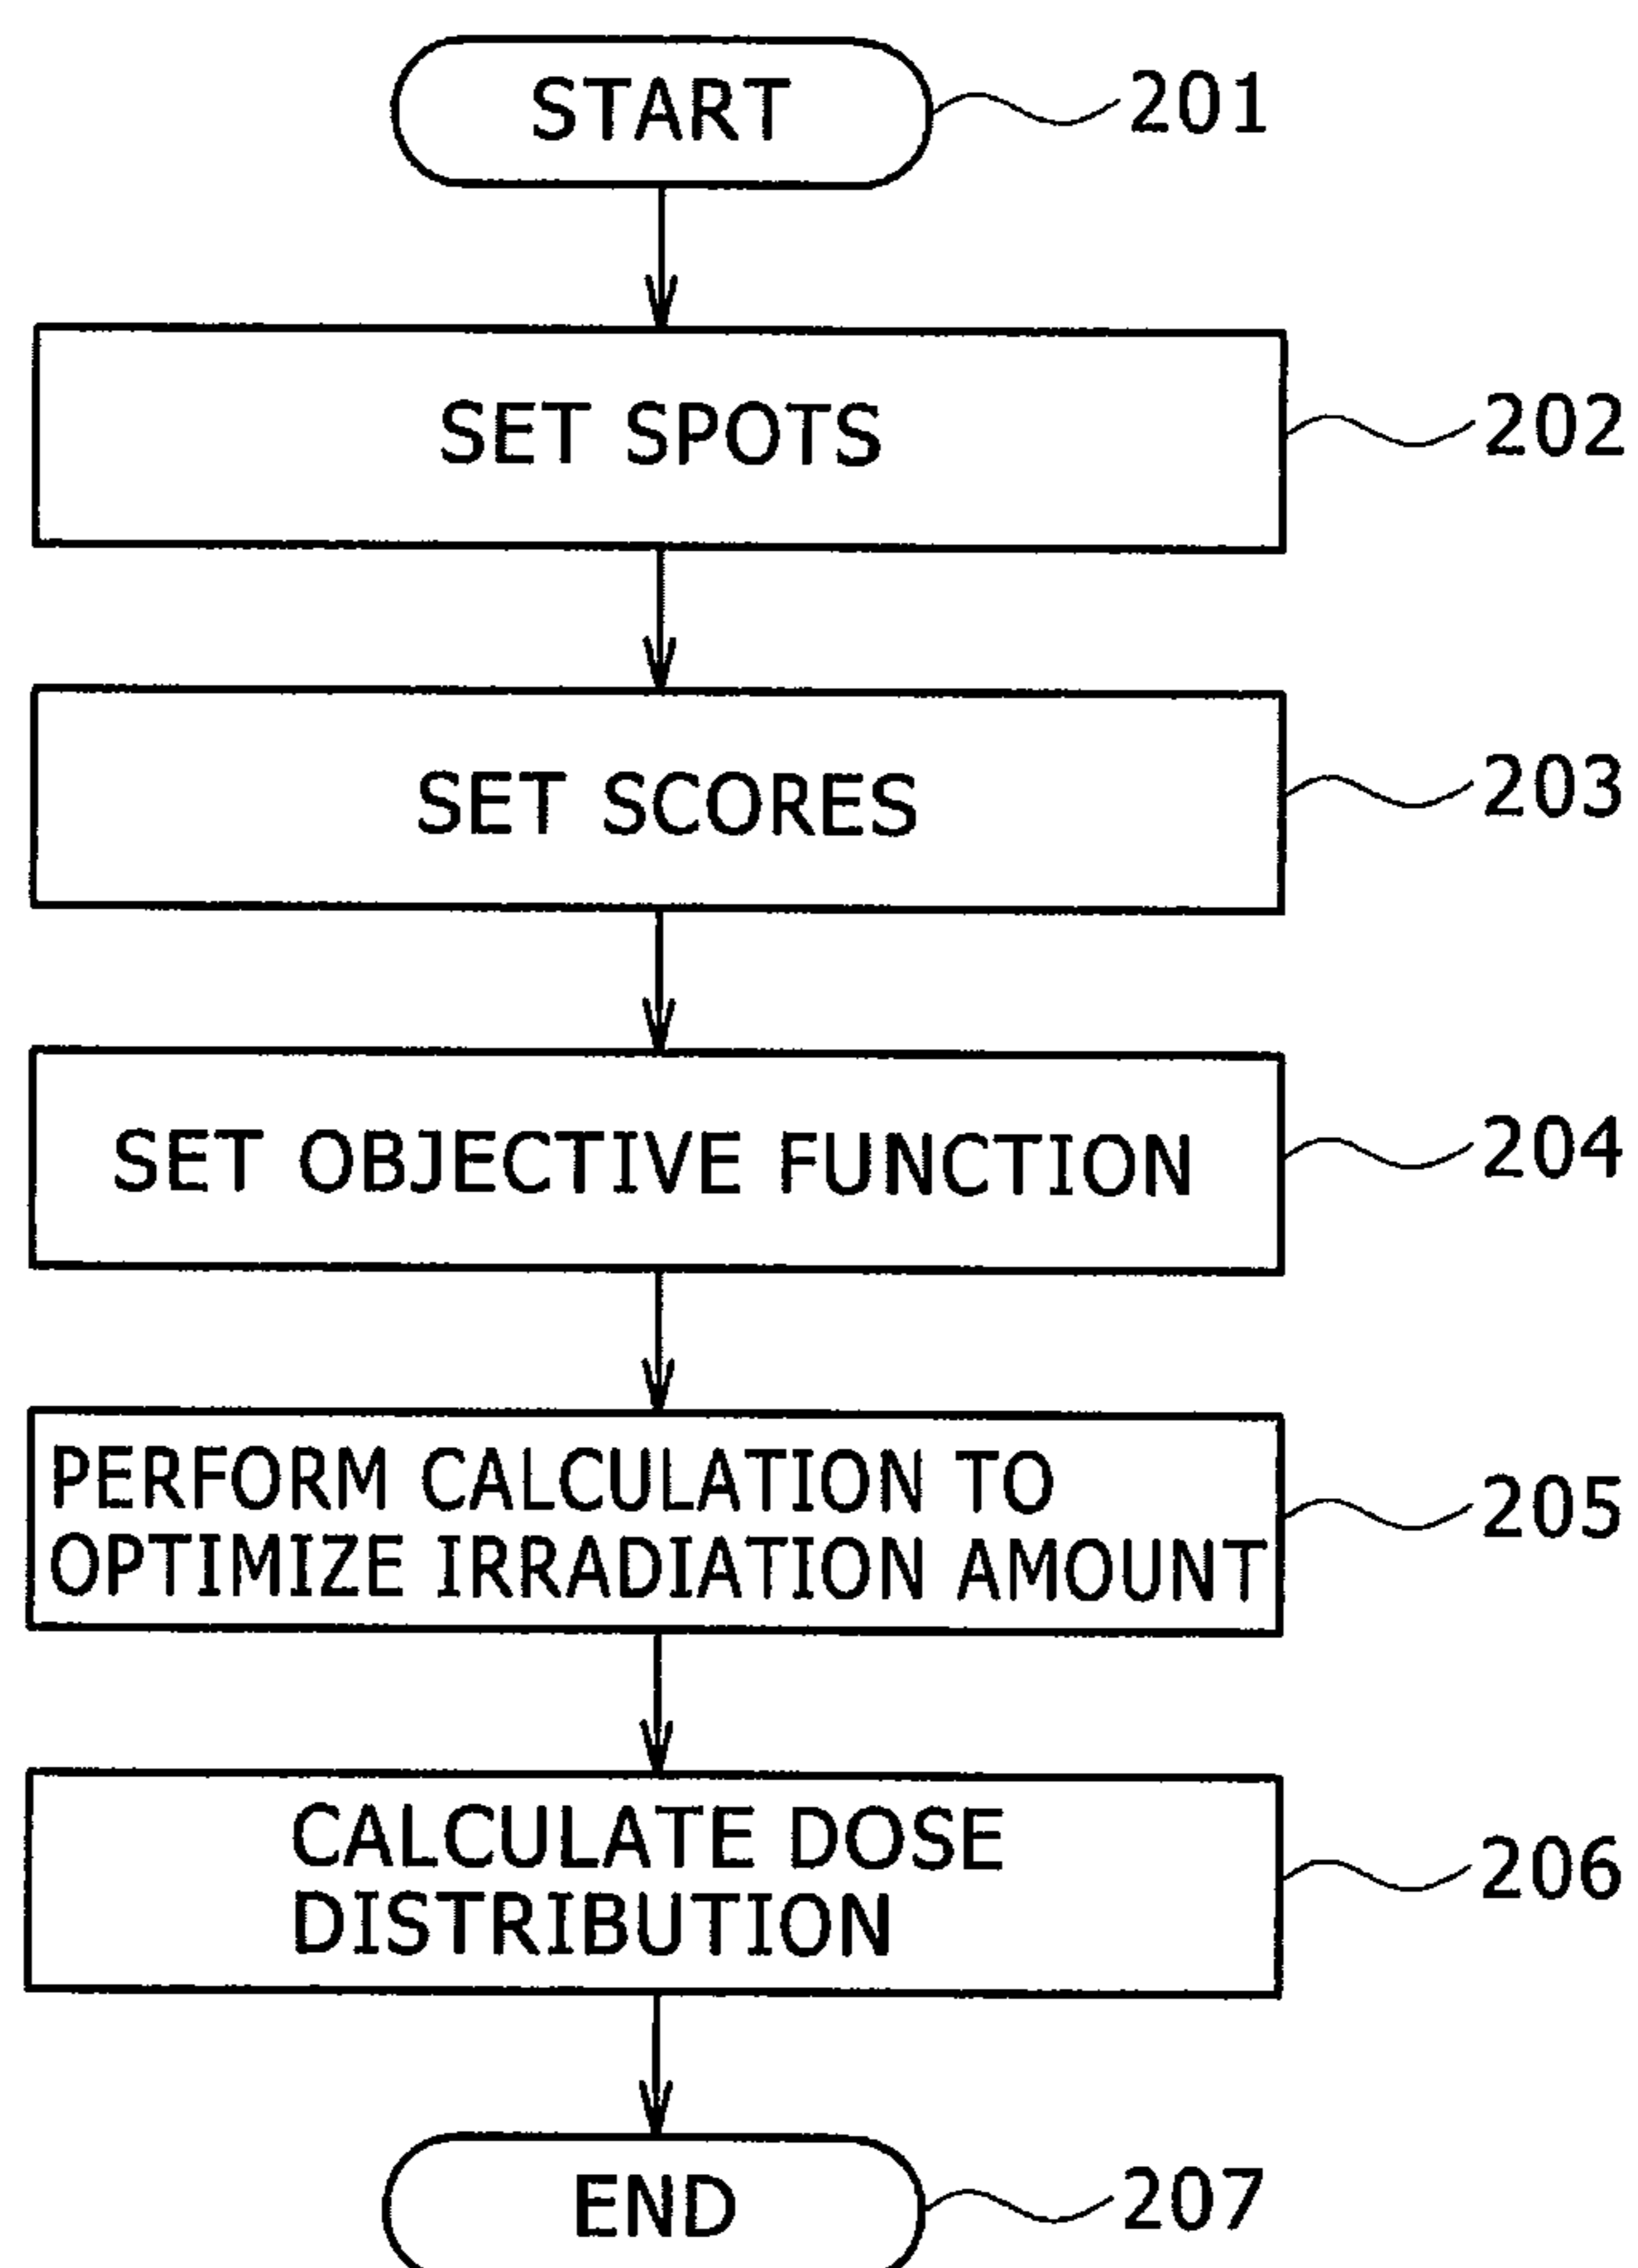 START
201
SET SPOTS
202
SET SCORES
203
SET OBJECTIVE FUNCTION
204
PERFORM CALCULATION TO
OPTIMIZE IRRADIATION AMOUNT
205
CALCULATE DOSE
DISTRIBUTION
206
END
207